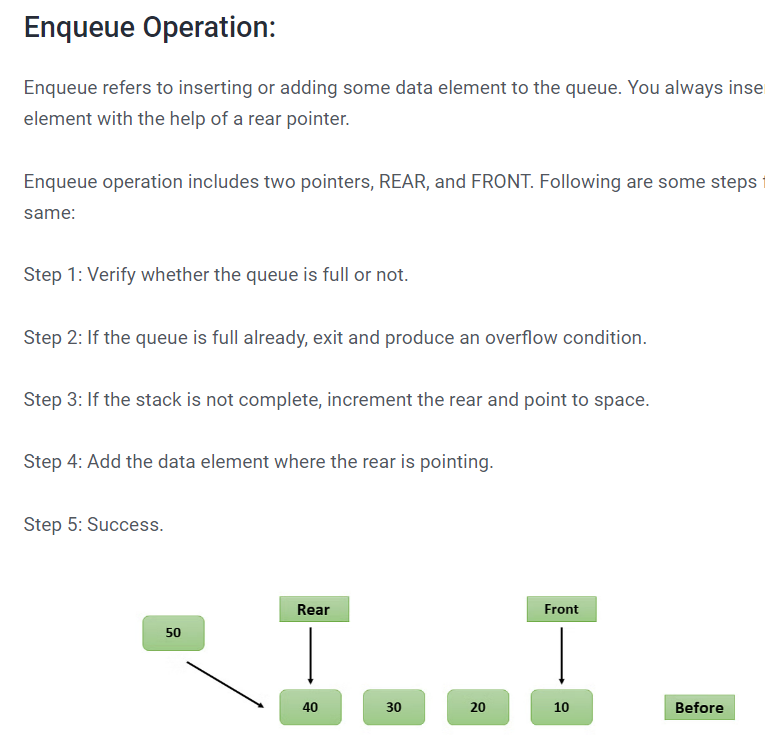 Enqueue Operation:
Enqueue refers to inserting or adding some data element to the queue. You always
element with the help of a rear pointer.
Enqueue operation includes two pointers, REAR, and FRONT. Following are some steps
same:
Step 1: Verify whether the queue is full or not.
Step 2: If the queue is full already, exit and produce an overflow condition.
Step 3: If the stack is not complete, increment the rear and point to space.
Step 4: Add the data element where the rear is pointing.
Step 5: Success.
Rear
Front
50
40
30
20
10
Before